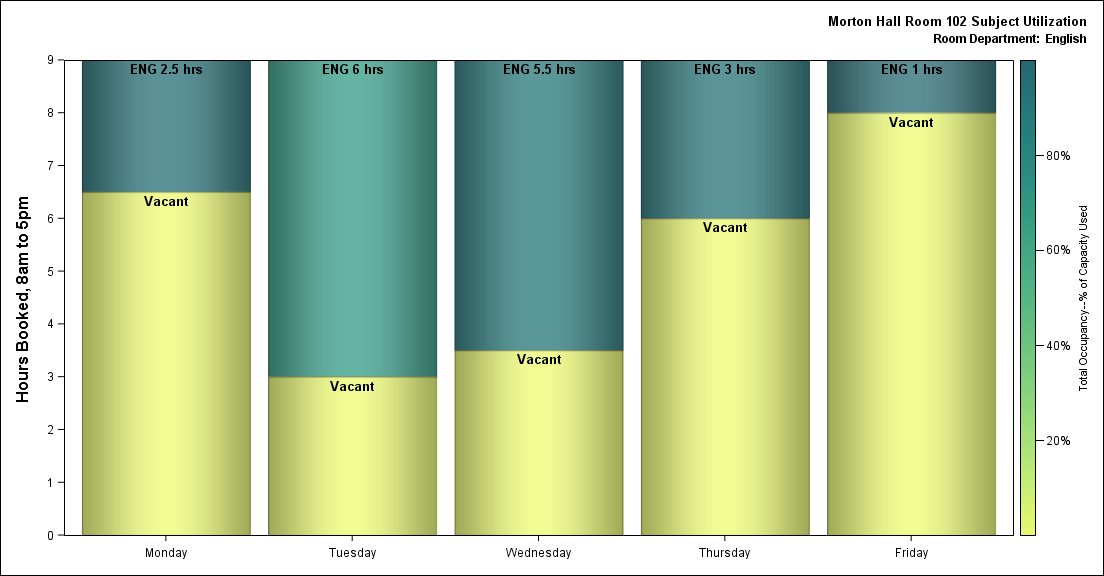 Morton Hall Room 102 Subject Utilization
Room Department: English
Hours Booked, 8am to 5pm
9
8
7
6
5
4
3
2
1
0
ENG 2.5 hrs
Vacant
ENG 6 hrs
Vacant
ENG 5.5 hrs
Vacant
ENG 3 hrs
Vacant
ENG 1 hrs
Vacant
Monday
Tuesday
Wednesday
Thursday
Friday
80%
60%
40%
20%
Total Occupancy--% of Capacity Used